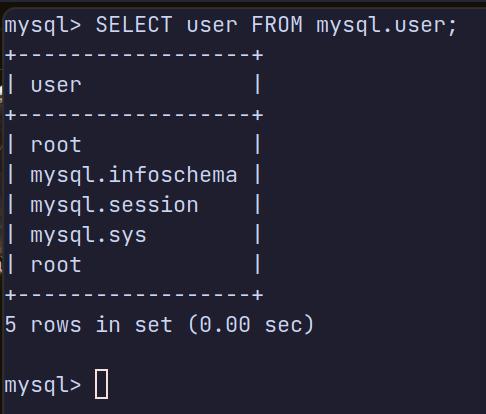 mysql> SELECT user FROM mysql.user;
+------------------+
| user             |
+------------------+
| root             |
| mysql.infoschema |
| mysql.session    |
| mysql.sys        |
| root             |
+------------------+
5 rows in set (0.00 sec)
mysql>